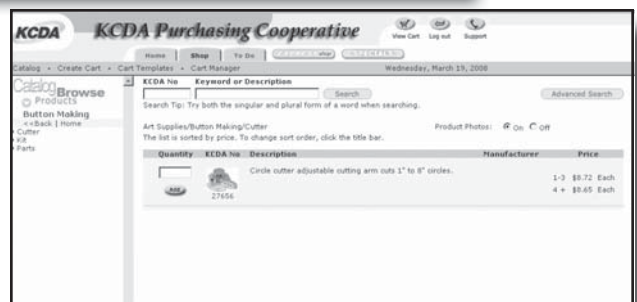 KCDA
KCDA Purchasing Cooperative
View Cart Log out Support
Home Shop To Do
Catalog • Create Cart • Cart Templates • Cart Manager Wednesday, March 19, 2008
Catalog Browse
Products
Button Making
<<Back | Home
Cutter
Kit
Parts
KCDA No Keyword or Description
Search Advanced Search
Search Tip: Try both the singular and plural form of a word when searching.
Art Supplies/Button Making/Cutter Product Photos: On Off
The list is sorted by price. To change sort order, click the title bar.
Quantity KCDA No Description Manufacturer Price
Circle cutter adjustable cutting arm cuts 1" to 8" circles.
1-3 $8.72 Each
Add 4 + $8.65 Each
27656